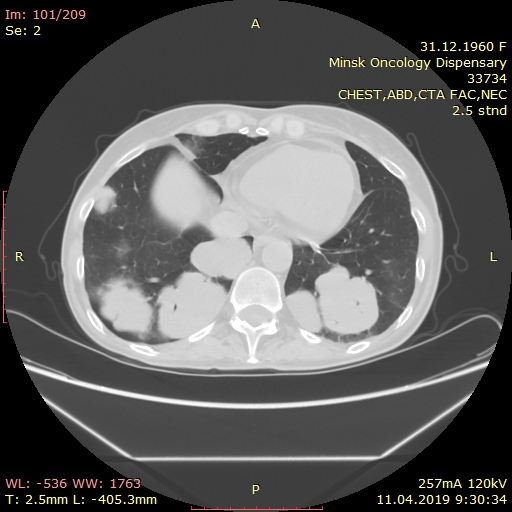 Im: 101/209
Se: 2
A
31.12.1960 F
Minsk Oncology Dispensary
33734
CHEST,ABD,CTA FAC,NEC
2.5 stnd
R
L
WL: -536 WW: 1763
T: 2.5mm L: -405.3mm
P
257mA 120kV
11.04.2019 9:30:34